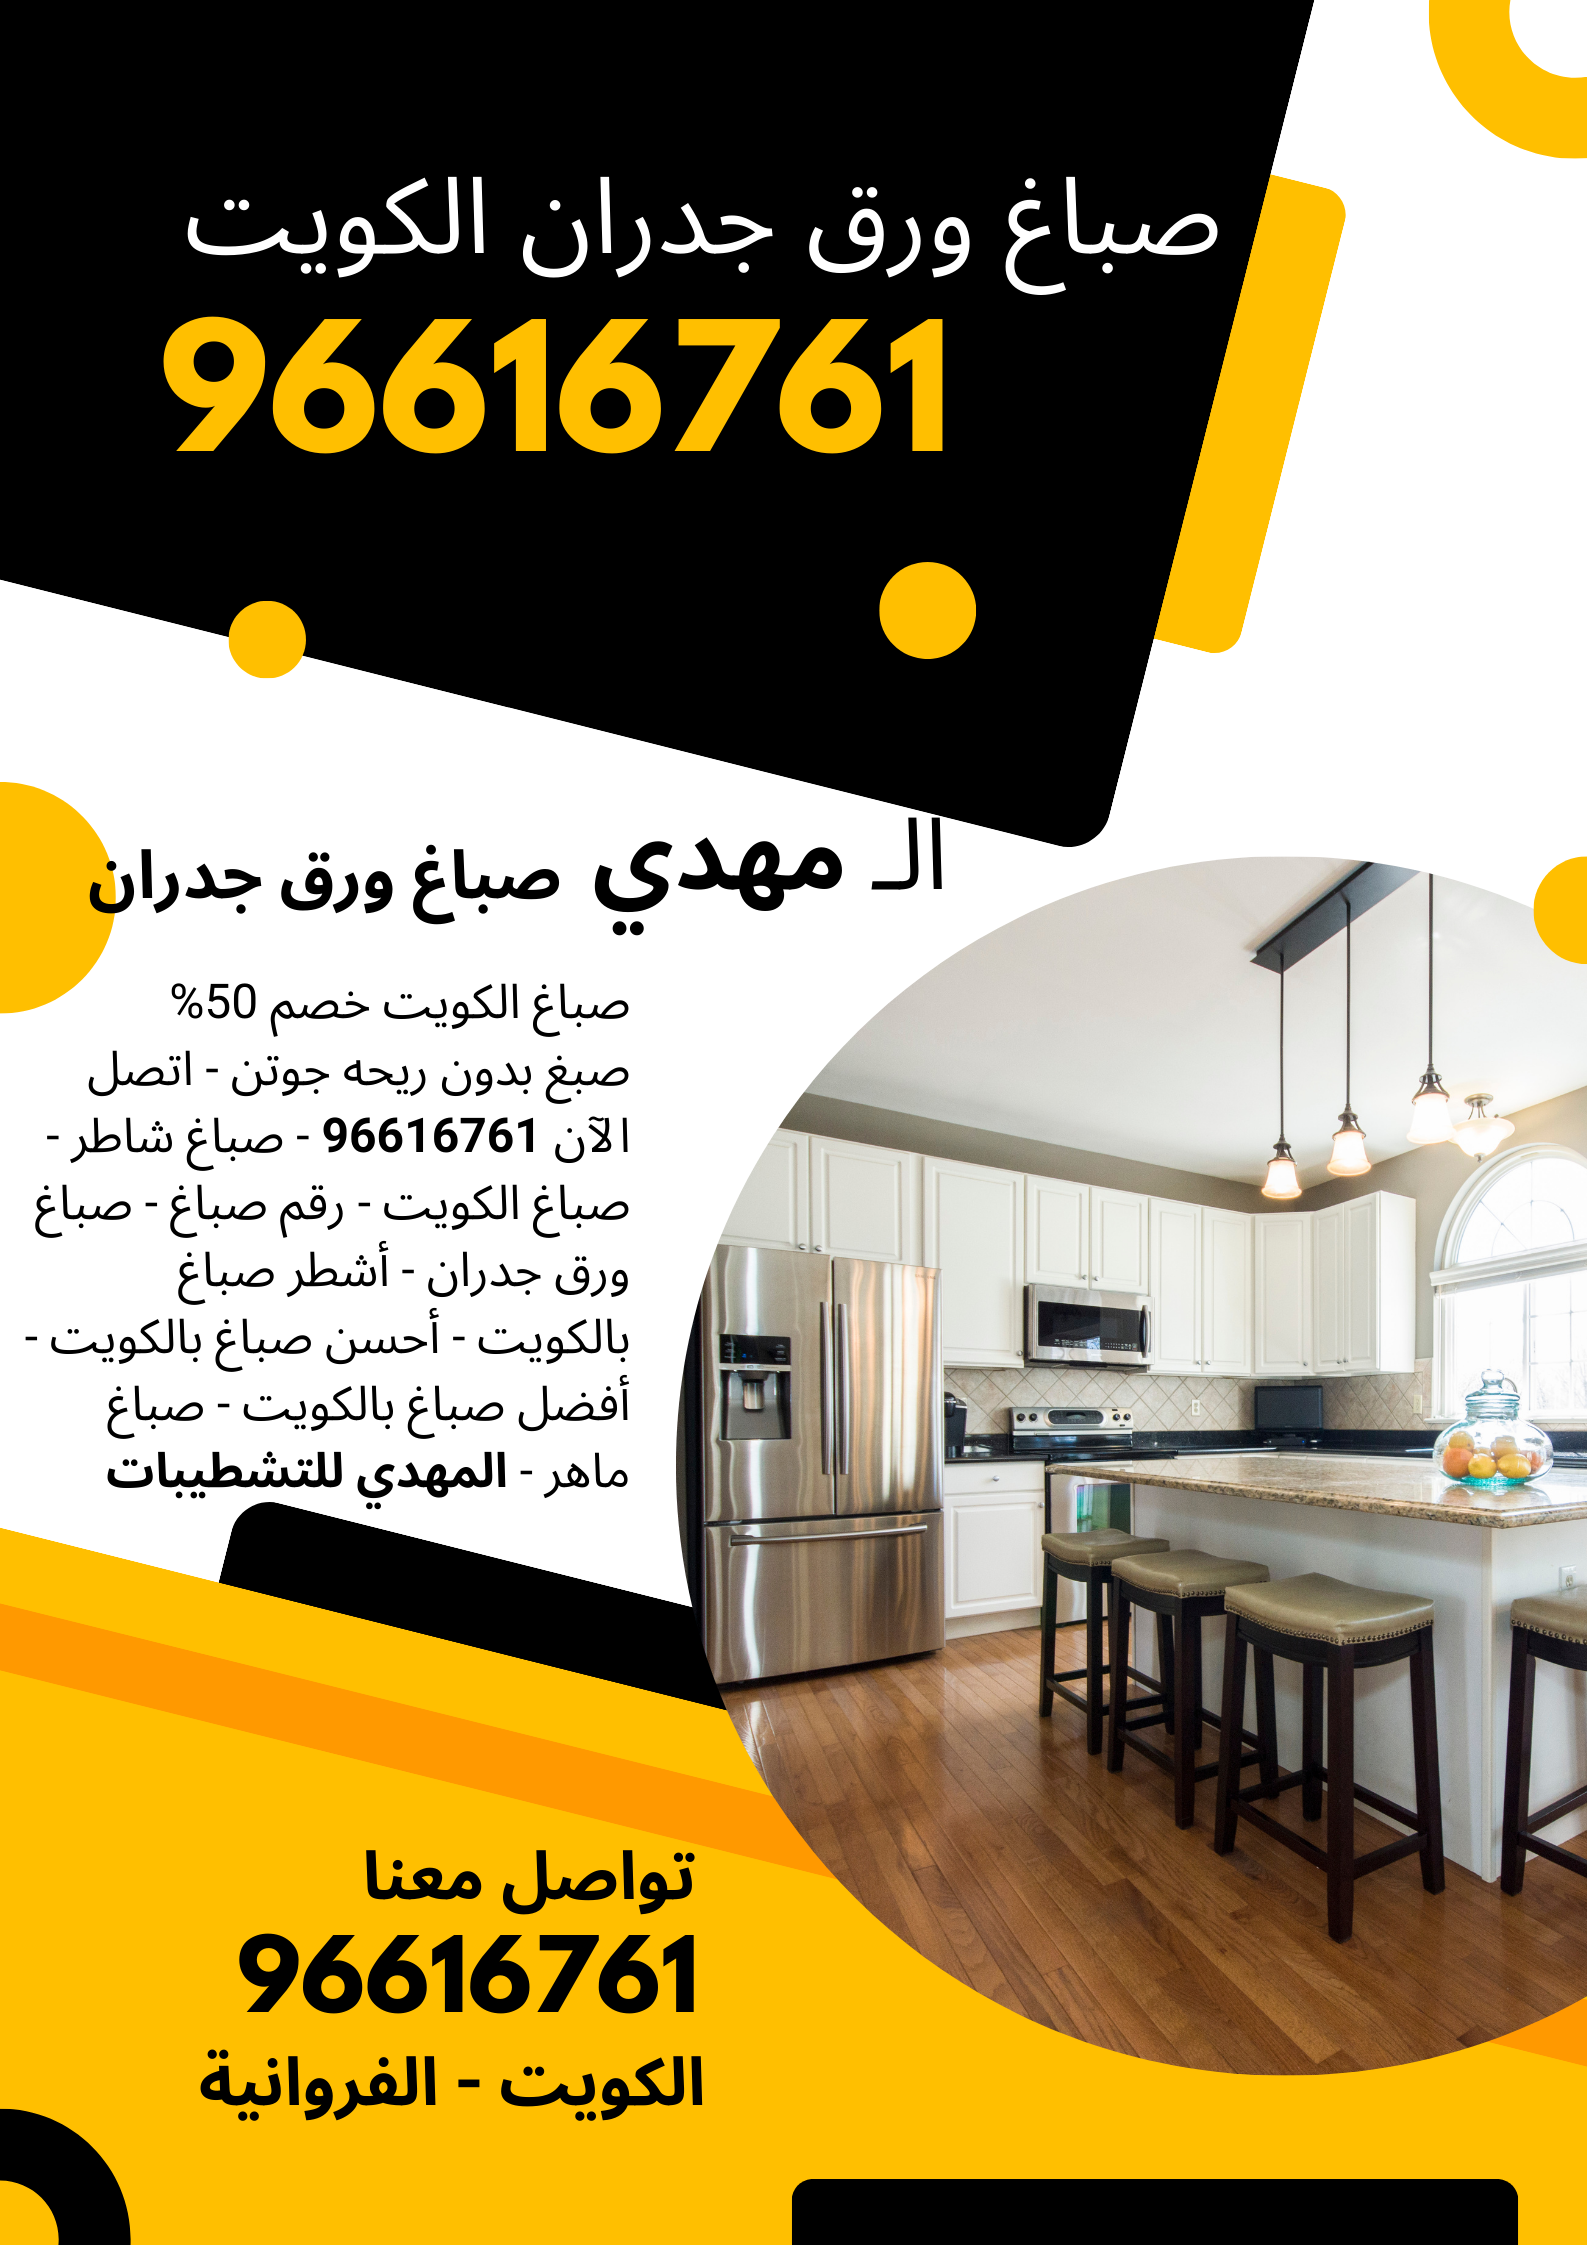 صباغ ورق جدران الكويت
96616761
الـ مهدي صباغ ورق جدران
صباغ الكويت خصم 50%
صبغ بدون ريحه جوتن - اتصل
الآن 96616761 - صباغ شاطر -
صباغ الكويت - رقم صباغ - صباغ
ورق جدران - أشطر صباغ
بالكويت - أحسن صباغ بالكويت -
أفضل صباغ بالكويت - صباغ
ماهر - المهدي للتشطيبات
تواصل معنا
96616761
الكويت - الفروانية